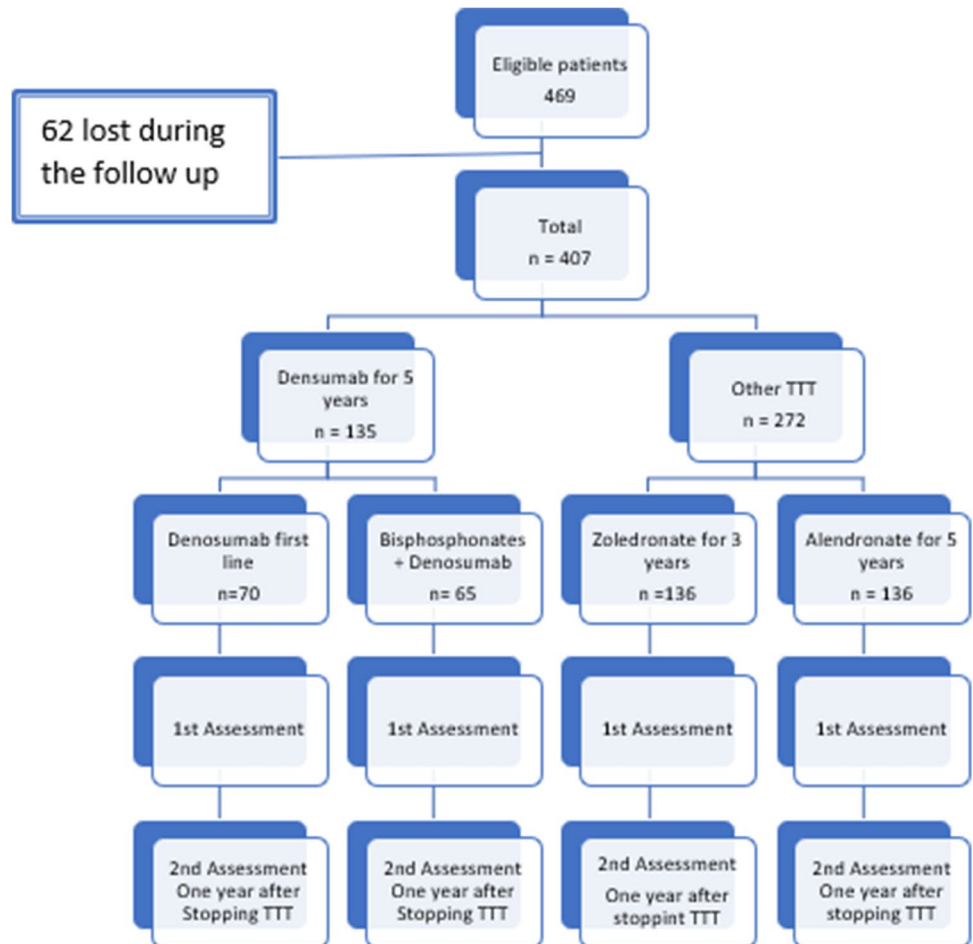 Eligible patients
469
62 lost during
the follow up
Total
n = 407
Densumab for 5
years
n = 135
Other TTT
n = 272
Denosumab first
line
n=70
Bisphosphonates
+ Denosumab
n= 65
Zoledronate for 3
years
n =136
Alendronate for 5
years
n = 136
1st Assessment
1st Assessment
1st Assessment
1st Assessment
2nd Assessment
One year after
Stopping TTT
2nd Assessment
One year after
Stopping TTT
2nd Assessment
One year after
stoppint TTT
2nd Assessment
One year after
stopping TTT